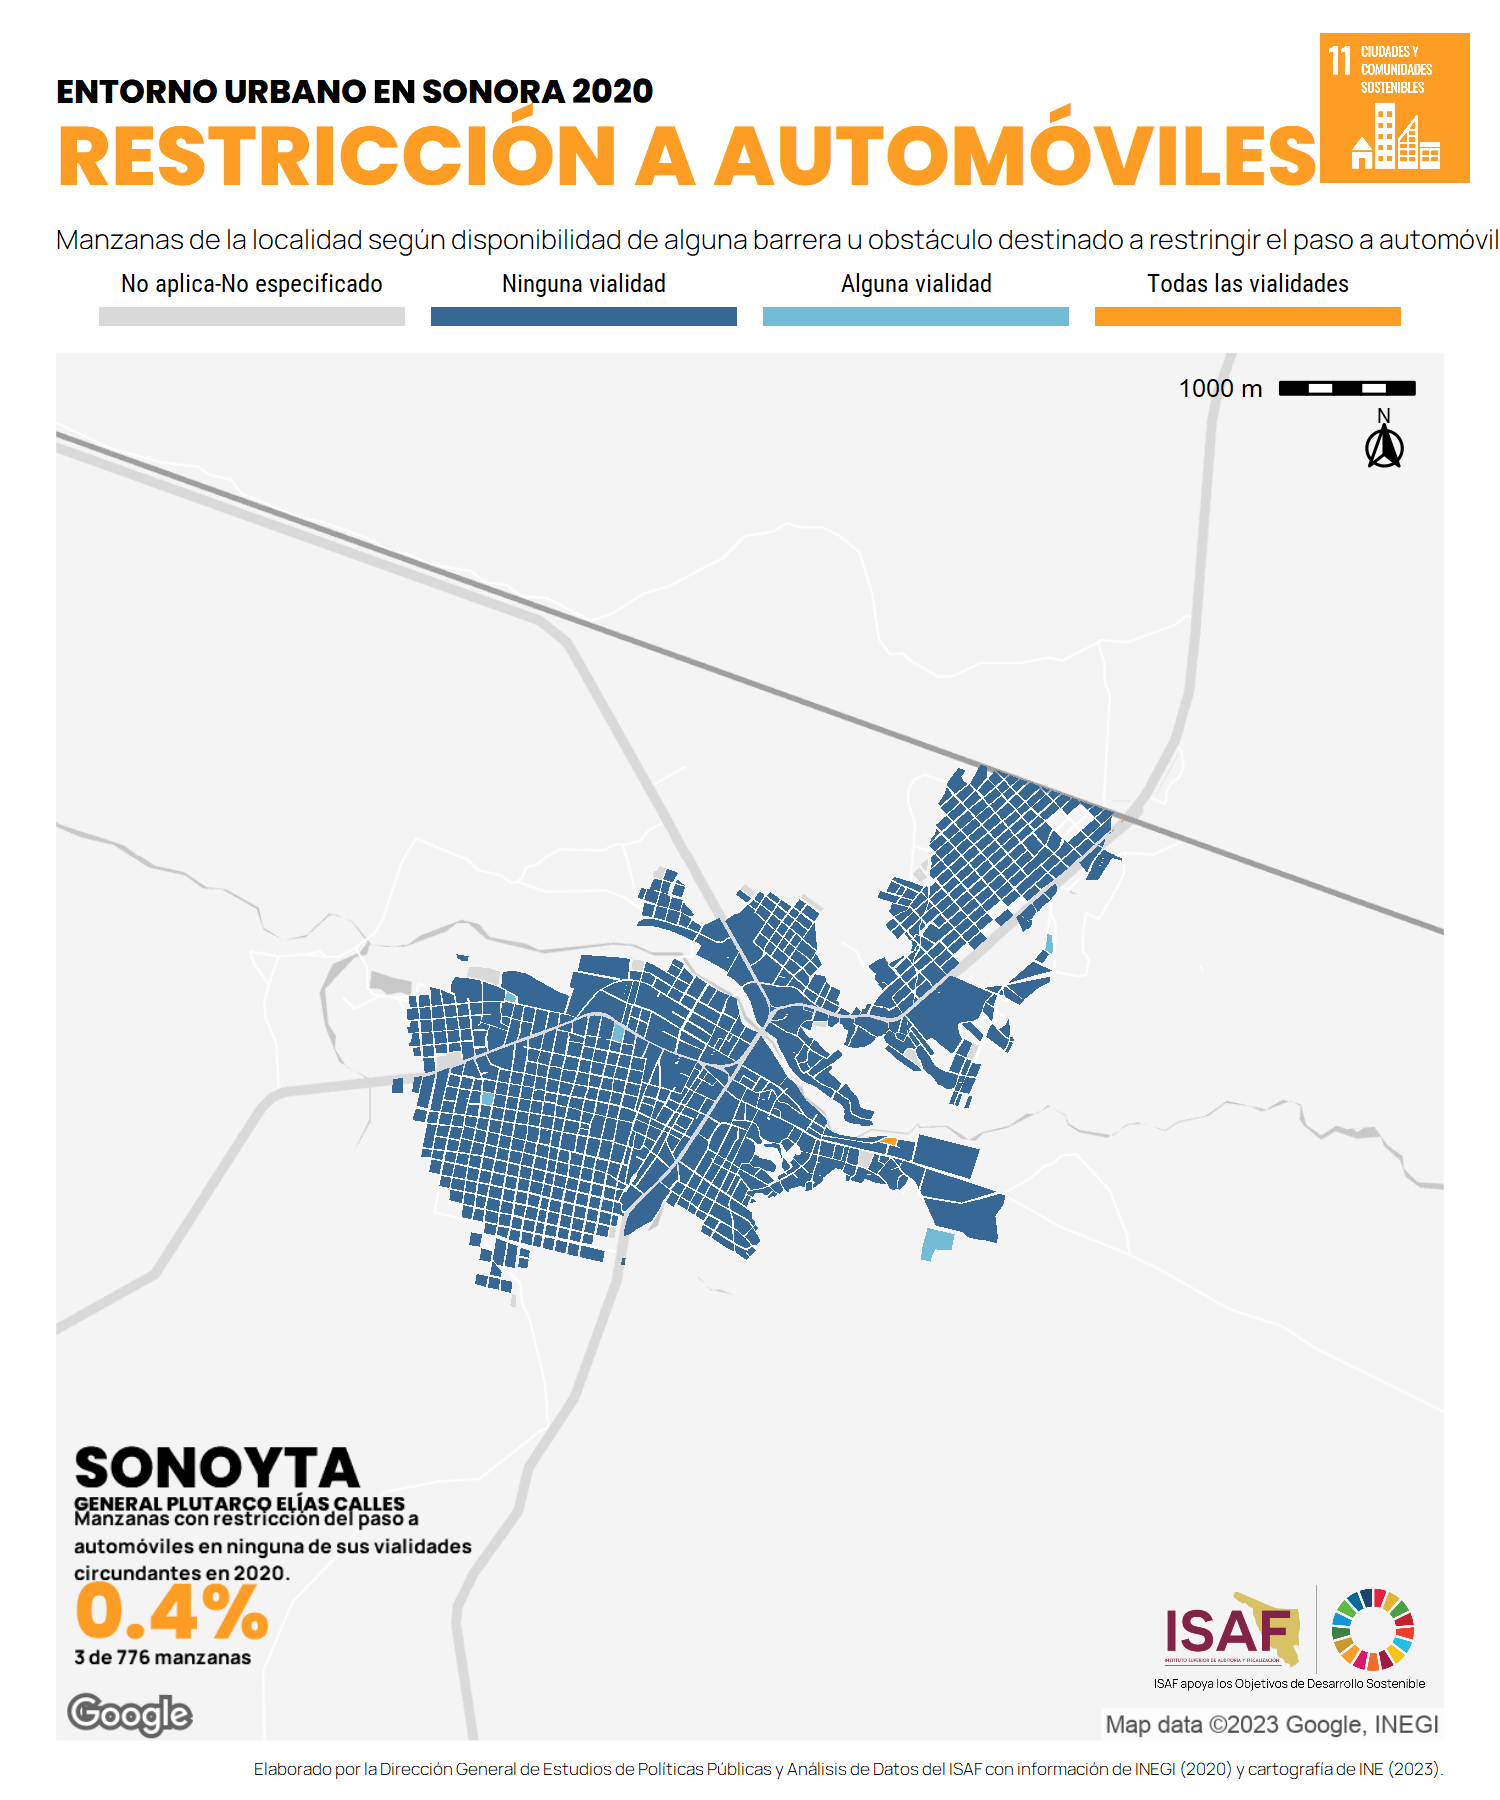 ENTORNO URBANO EN SONORA 2020
RESTRICCIÓN A AUTOMÓVILES
11 CIUDADES Y
COMUNIDADES
SOSTENIBLES
Manzanas de la localidad según disponibilidad de alguna barrera u obstáculo destinado a restringir el paso a automóvil
No aplica-No especificado
Ninguna vialidad
Alguna vialidad
Todas las vialidades
1000 m
N
SONOYTA
GENERAL PLUTARCO ELÍAS CALLES
Manzanas con restricción del paso a
automóviles en ninguna de sus vialidades
circundantes en 2020.
0.4%
3 de 776 manzanas
Google
ISAF
INSTITUTO SUPERIOR DE AUDITORÍA Y FISCALIZACIÓN
ISAF apoya los Objetivos de Desarrollo Sostenible
Map data ©2023 Google, INEGI
Elaborado por la Dirección General de Estudios de Políticas Públicas y Análisis de Datos del ISAF con información de INEGI (2020) y cartografía de INE (2023).